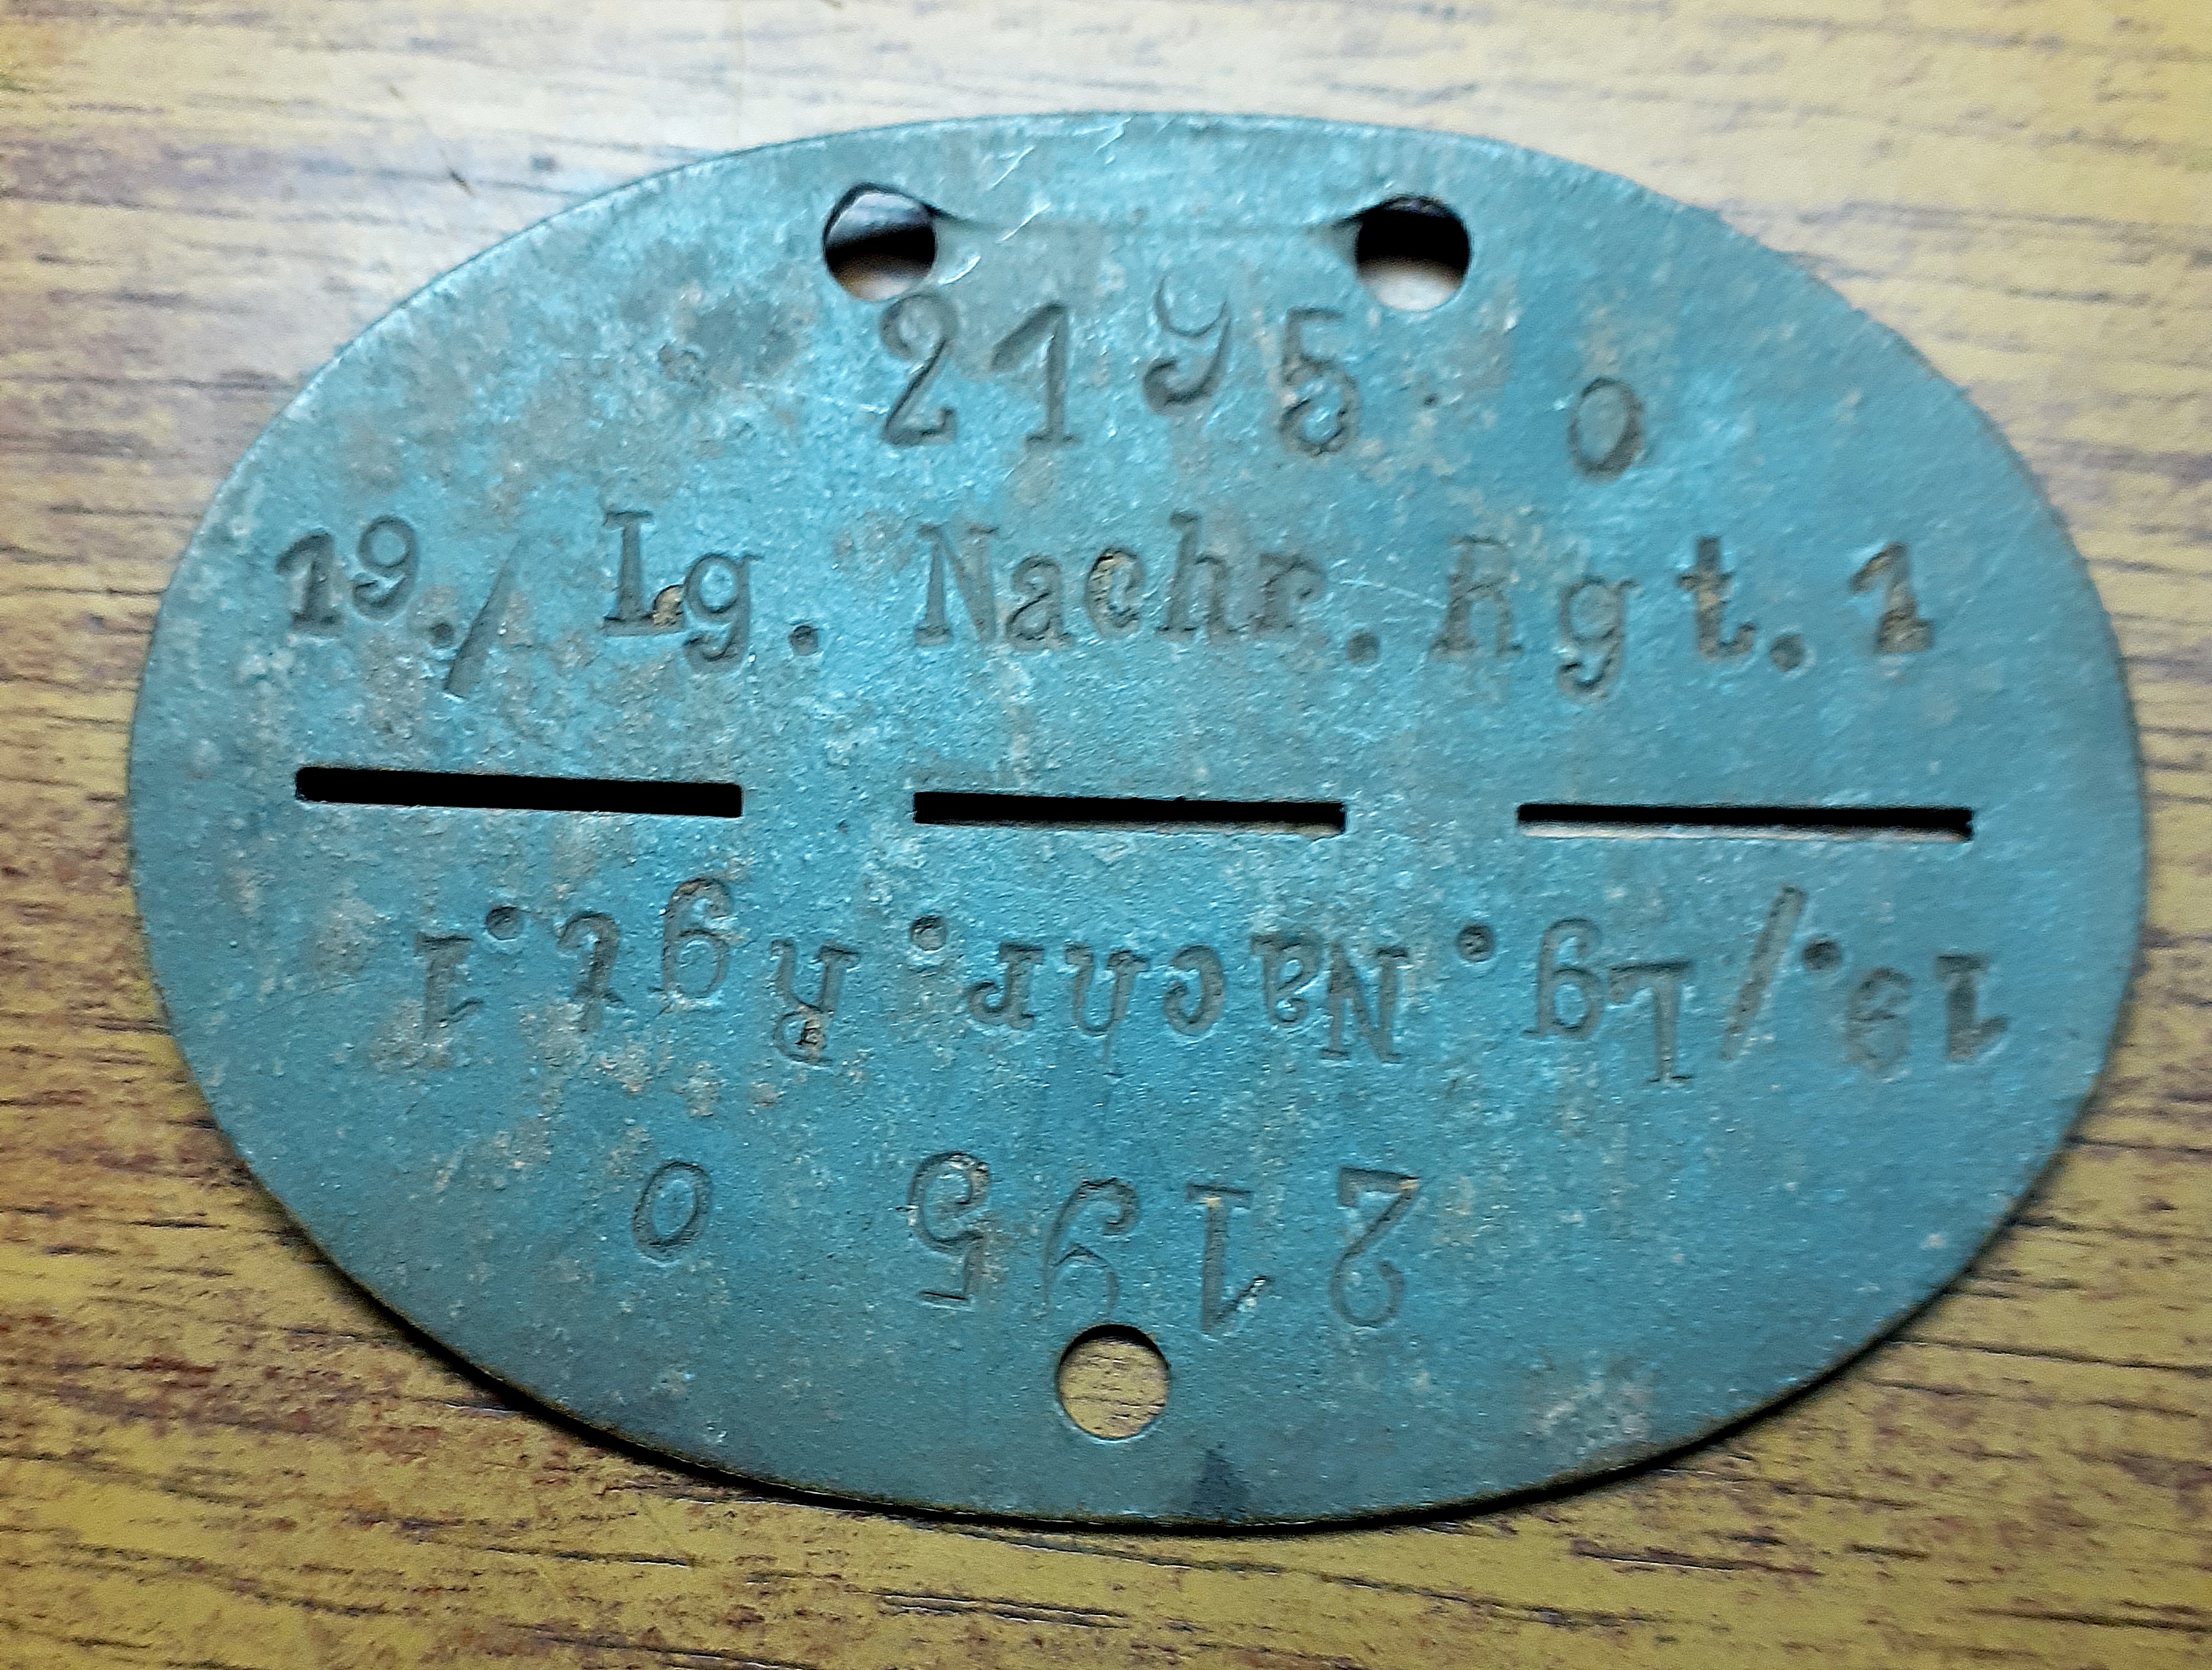 2195 0
19./Lg. Nachr. Rgt. 1
19./Lg. Nachr. Rgt. 1
2195 0